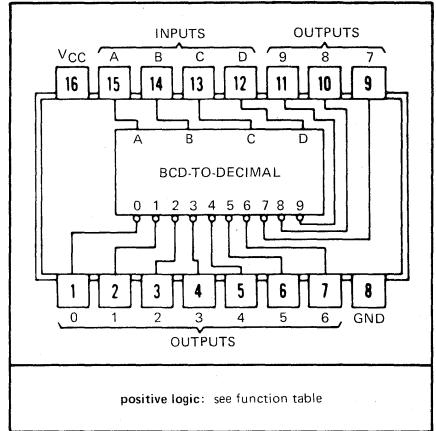 INPUTS OUTPUTS
VCC A B C D 9 8 7
16 15 14 13 12 11 10 9
A B C D
BCD-TO-DECIMAL
0 1 2 3 4 5 6 7 8 9
1 2 3 4 5 6 7 8
0 1 2 3 4 5 6 GND
OUTPUTS
positive logic: see function table